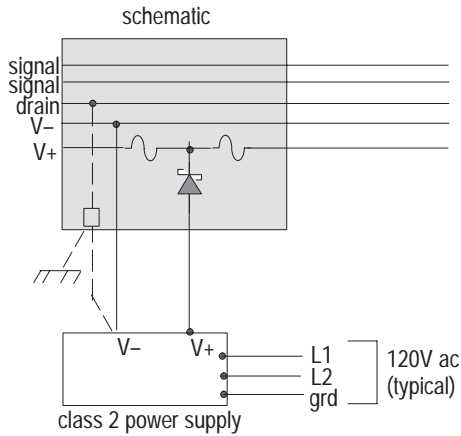 schematic
signal
signal
drain
V–
V+
V– V+
L1
L2
grd
120V ac
(typical)
class 2 power supply